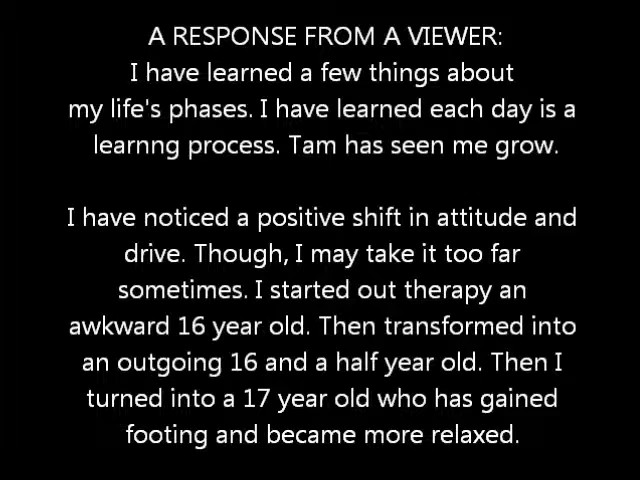 A RESPONSE FROM A VIEWER:
I have learned a few things about
my life's phases. I have learned each day is a
learnng process. Tam has seen me grow.
I have noticed a positive shift in attitude and
drive. Though, I may take it too far
sometimes. I started out therapy an
awkward 16 year old. Then transformed into
an outgoing 16 and a half year old. Then I
turned into a 17 year old who has gained
footing and became more relaxed.